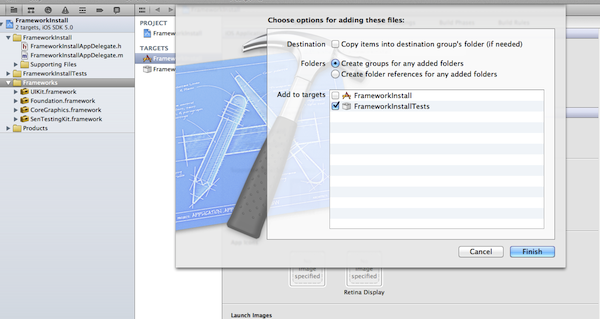 FrameworkInstall
2 targets, iOS SDK 5.0
FrameworkInstall
FrameworkInstallAppDelegate.h
FrameworkInstallAppDelegate.m
Supporting Files
FrameworkInstallTests
Frameworks
UIKit.framework
Foundation.framework
CoreGraphics.framework
SenTestingKit.framework
Products
PROJECT
TARGETS
Choose options for adding these files:
Destination Copy items into destination group's folder (if needed)
Folders Create groups for any added folders
Create folder references for any added folders
Add to targets FrameworkInstall
FrameworkInstallTests
Cancel Finish
specified specified
Retina Display
Launch Images